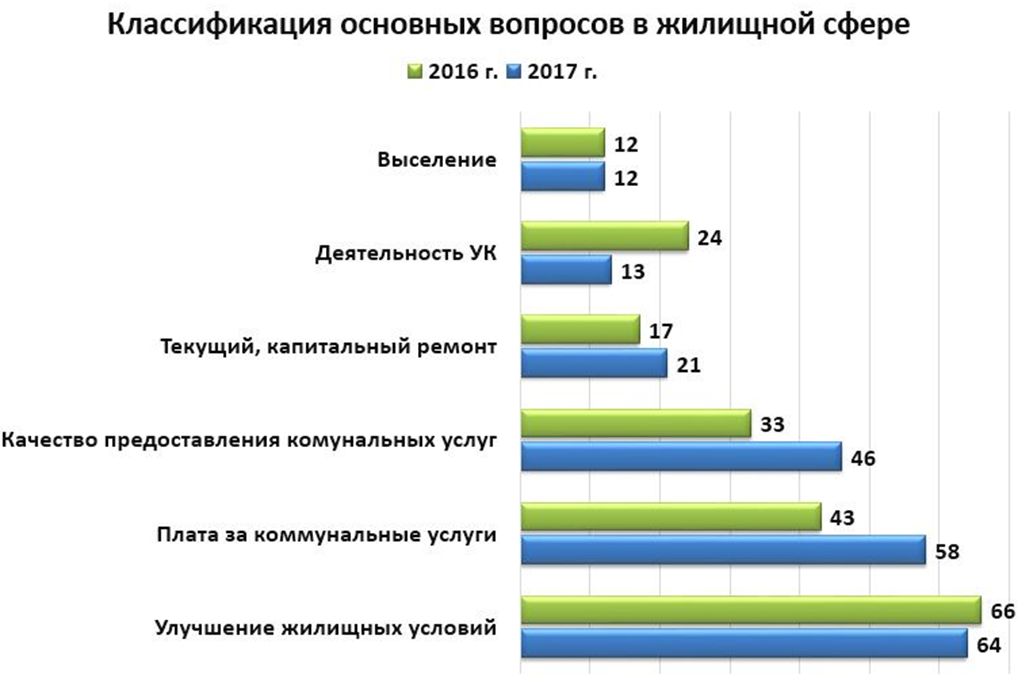 Классификация основных вопросов в жилищной сфере
2016 г. 2017 г.
Выселение
12
12
Деятельность УК
24
13
Текущий, капитальный ремонт
17
21
Качество предоставления комунальных услуг
33
46
Плата за коммунальные услуги
43
58
Улучшение жилищных условий
66
64